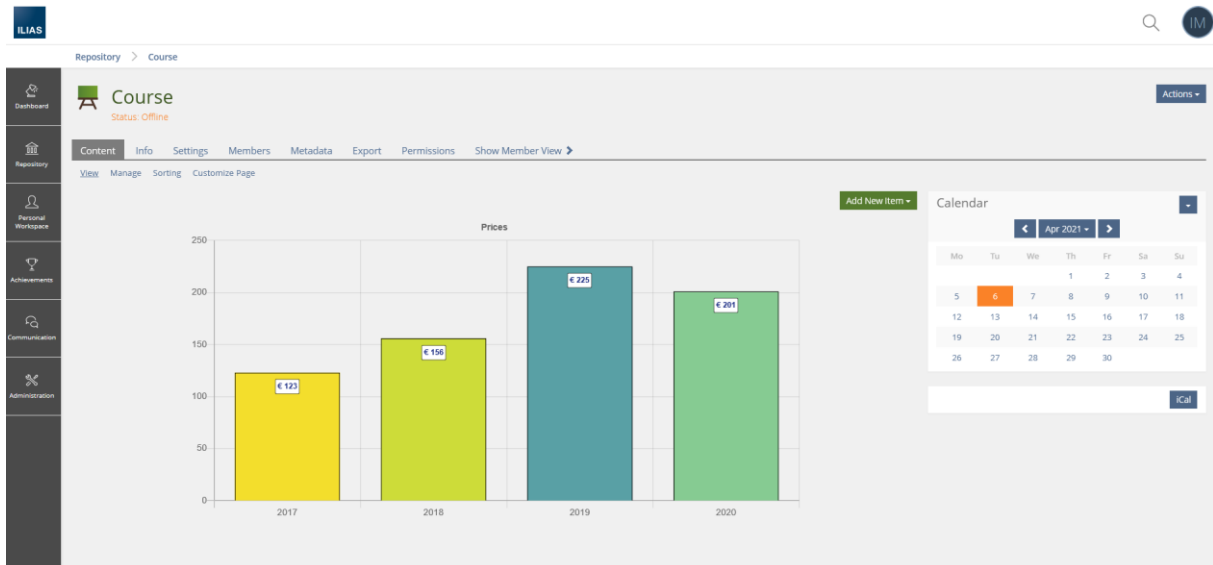 ILIAS
IM
Repository > Course
Dashboard
Repository
Personal
Workspace
Achievements
Communication
Administration
Course
Status: Offline
Actions
Content Info Settings Members Metadata Export Permissions Show Member View
View Manage Sorting Customize Page
Add New Item
Prices
250
200
150
100
50
0
€ 123
€ 156
€ 225
€ 201
2017 2018 2019 2020
Calendar
Apr 2021
Mo Tu We Th Fr Sa Su
1 2 3 4
5 6 7 8 9 10 11
12 13 14 15 16 17 18
19 20 21 22 23 24 25
26 27 28 29 30
iCal